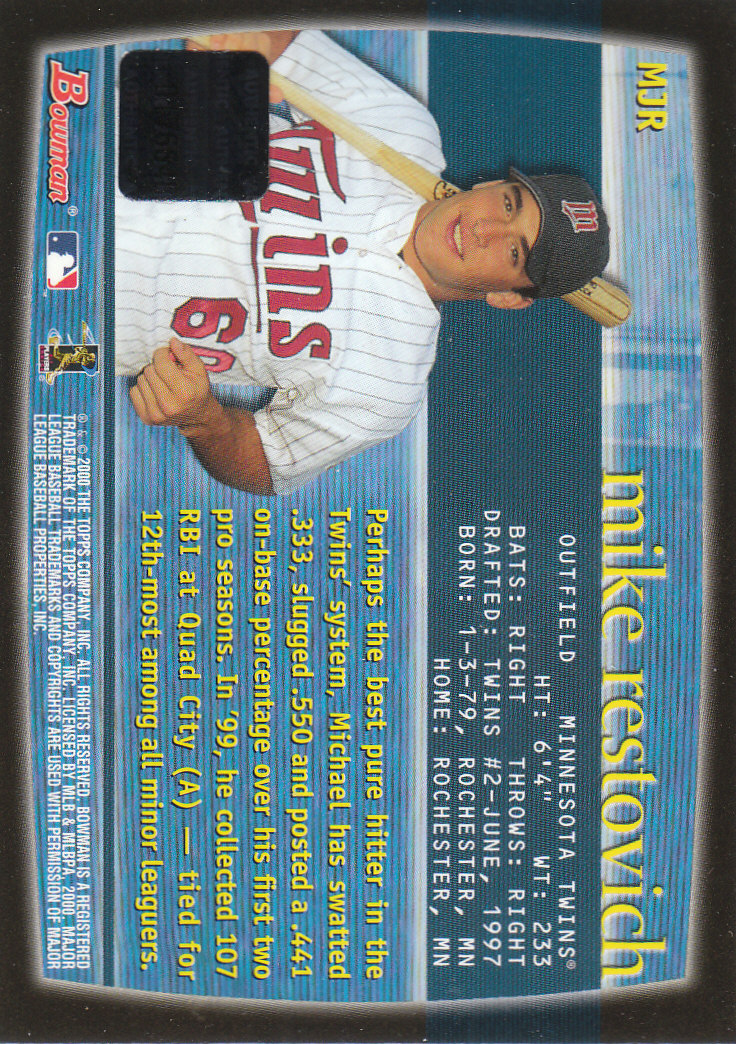 MJR
mike restovich
OUTFIELD MINNESOTA TWINS®
HT: 6'4" WT: 233
BATS: RIGHT THROWS: RIGHT
DRAFTED: TWINS #2–JUNE, 1997
BORN: 1-3-79, ROCHESTER, MN
HOME: ROCHESTER, MN
Twins
60
Perhaps the best pure hitter in the
Twins' system, Michael has swatted
.333, slugged .550 and posted a .441
on-base percentage over his first two
pro seasons. In '99, he collected 107
RBI at Quad City (A) — tied for
12th-most among all minor leaguers.
Bowman®
PLAYERS
® & © 2000 THE TOPPS COMPANY, INC. ALL RIGHTS RESERVED. BOWMAN IS A REGISTERED
TRADEMARK OF THE TOPPS COMPANY, INC. LICENSED BY MLB & MLBPA, 2000. MAJOR
LEAGUE BASEBALL TRADEMARKS AND COPYRIGHTS ARE USED WITH PERMISSION OF MAJOR
LEAGUE BASEBALL PROPERTIES, INC.